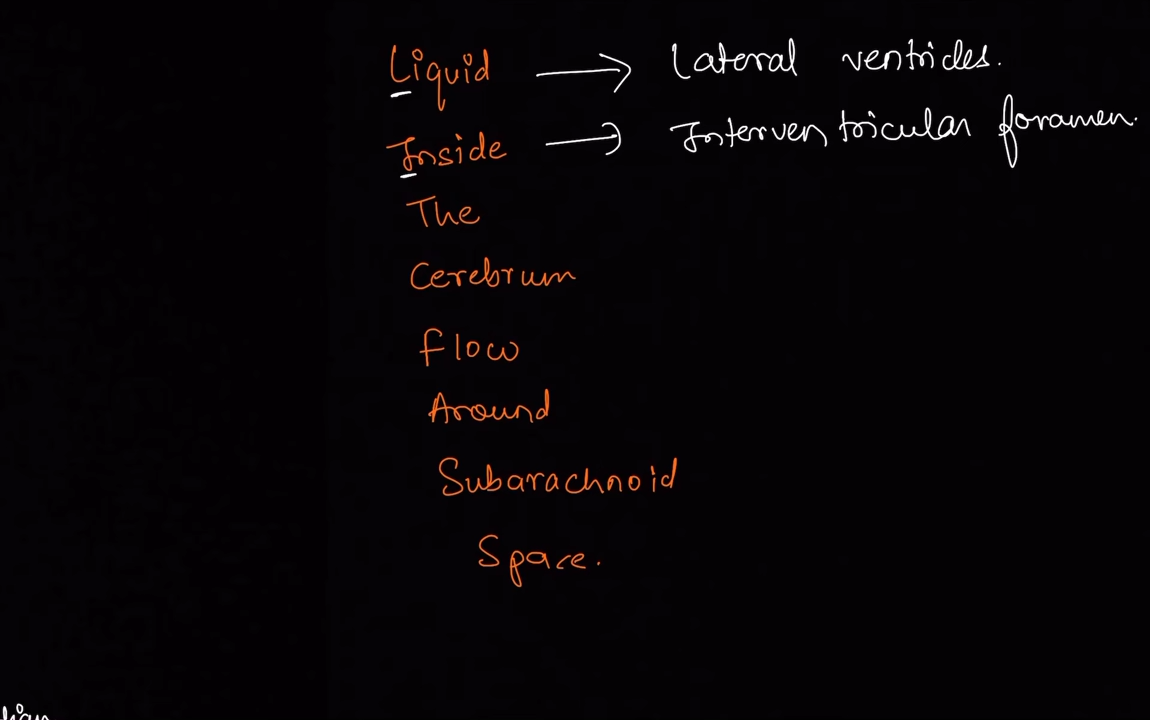 Liquid → Lateral ventricles.
Inside → Interventricular foramen.
The
Cerebrum
flow
Around
Subarachnoid
Space.